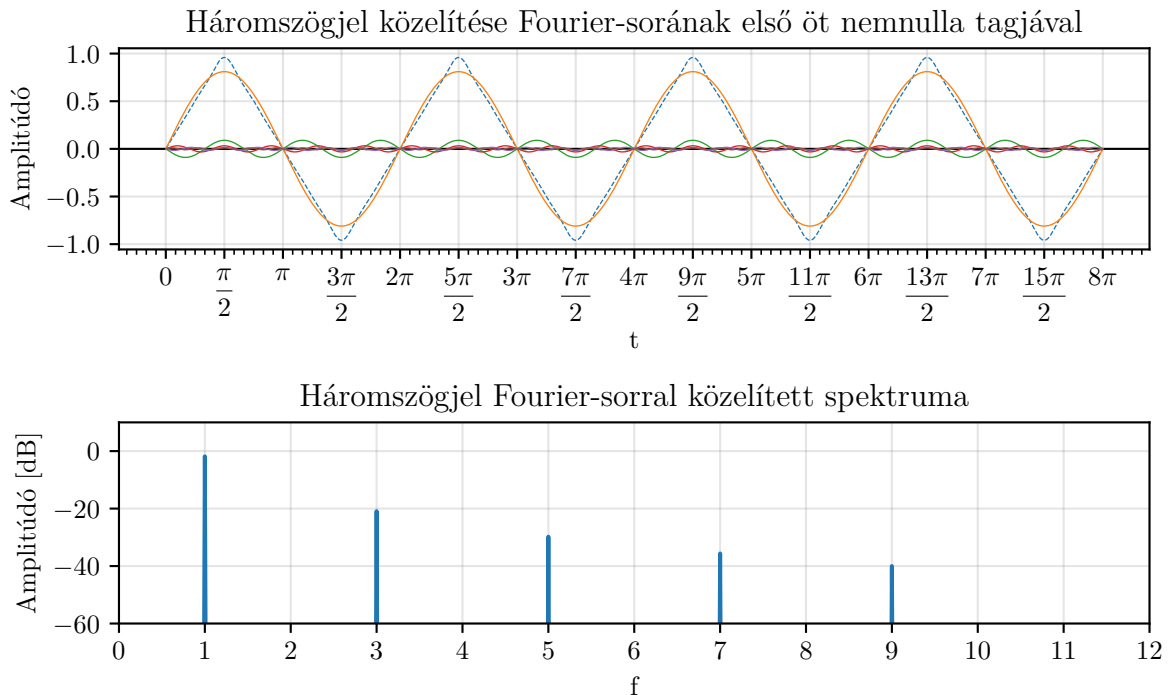 Háromszögjel közelítése Fourier-sorának első öt nemnulla tagjával
Amplitúdó
1.0
0.5
0.0
−0.5
−1.0
0 π/2 π 3π/2 2π 5π/2 3π 7π/2 4π 9π/2 5π 11π/2 6π 13π/2 7π 15π/2 8π
t
Háromszögjel Fourier-sorral közelített spektruma
Amplitúdó [dB]
0
−20
−40
−60
0 1 2 3 4 5 6 7 8 9 10 11 12
f